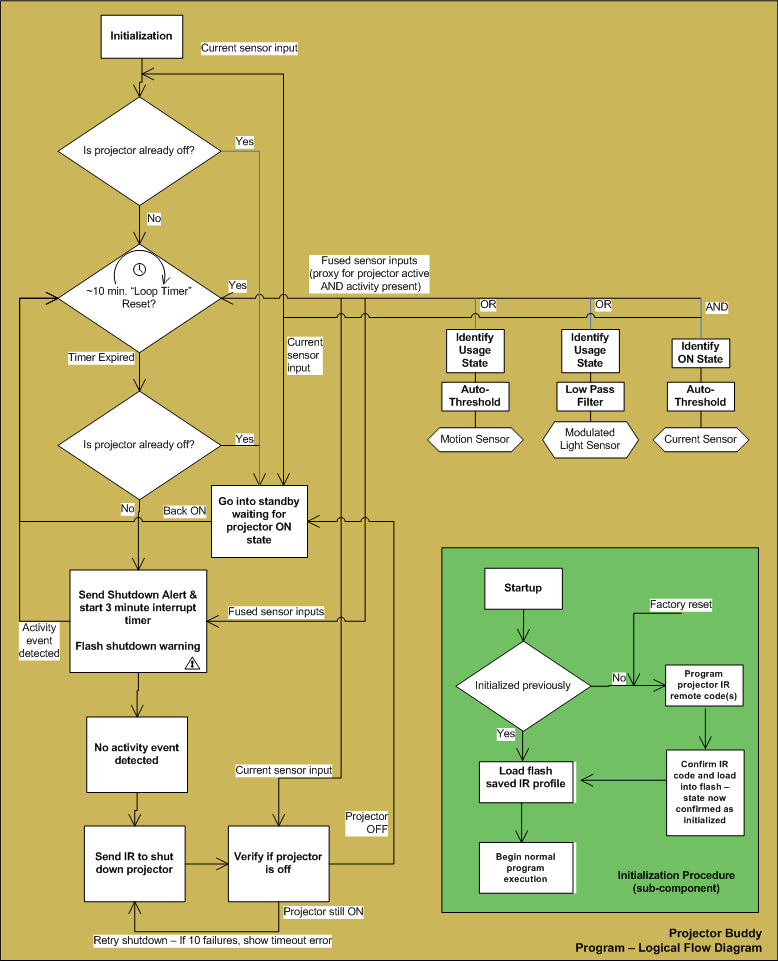 Initialization
Current sensor input
Is projector already off?
Yes
No
~10 min. “Loop Timer”
Reset?
Yes
Fused sensor inputs
(proxy for projector active
AND activity present)
OR
OR
AND
Timer Expired
Current
sensor
input
Identify
Usage
State
Identify
Usage
State
Identify
ON State
Auto-
Threshold
Low Pass
Filter
Auto-
Threshold
Motion Sensor
Modulated
Light Sensor
Current Sensor
Is projector already off?
Yes
No
Back ON
Go into standby
waiting for
projector ON
state
Send Shutdown Alert &
start 3 minute interrupt
timer
Flash shutdown warning
Fused sensor inputs
Activity
event
detected
No activity event
detected
Current sensor input
Projector
OFF
Send IR to shut
down projector
Verify if projector
is off
Projector still ON
Retry shutdown – If 10 failures, show timeout error
Startup
Factory reset
Initialized previously
No
Program
projector IR
remote code(s)
Yes
Load flash
saved IR profile
Confirm IR
code and load
into flash –
state now
confirmed as
initialized
Begin normal
program
execution
Initialization Procedure
(sub-component)
Projector Buddy
Program – Logical Flow Diagram